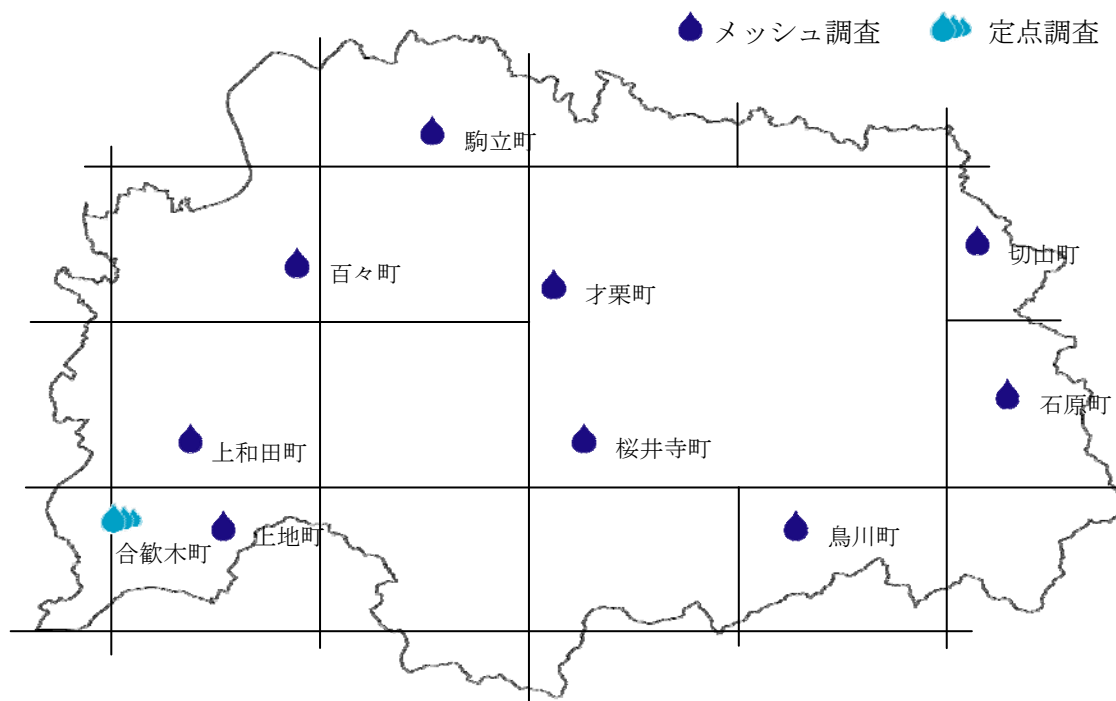 メッシュ調査 定点調査
駒立町
切山町
百々町
才栗町
石原町
上和田町
桜井寺町
合歓木町
上地町
鳥川町